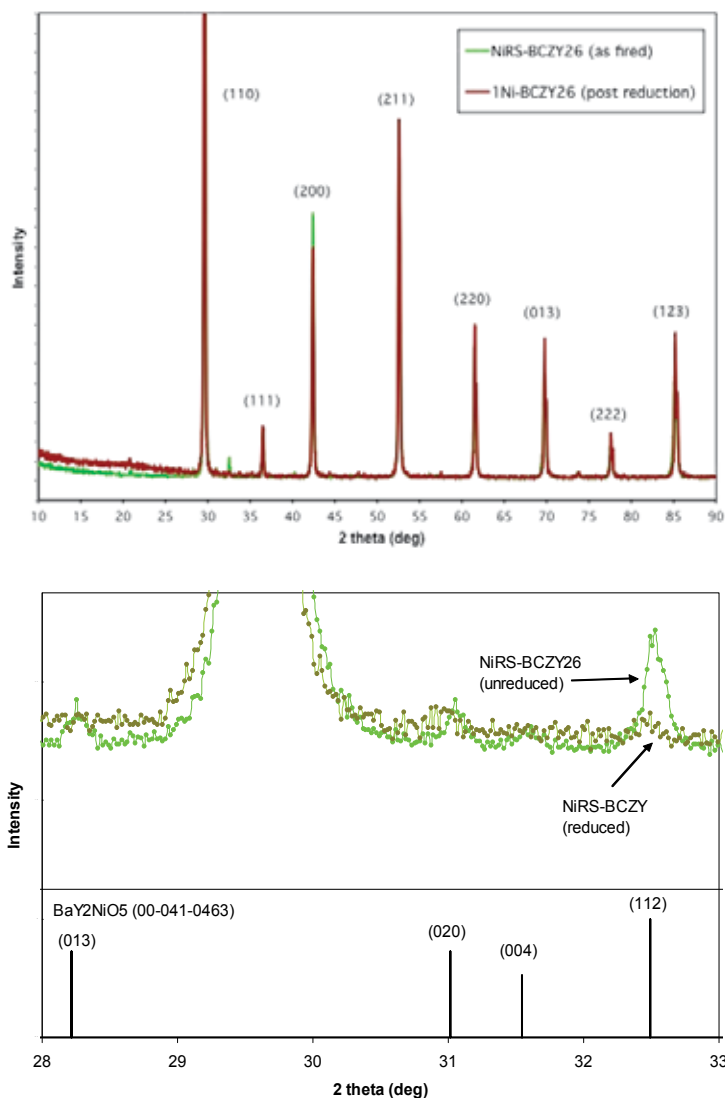 NiRS-BCZY26 (as fired)
1Ni-BCZY26 (post reduction)
(110)
(211)
(200)
(220)
(013)
(123)
(111)
(222)
Intensity
10 15 20 25 30 35 40 45 50 55 60 65 70 75 80 85 90
2 theta (deg)
NiRS-BCZY26
(unreduced)
NiRS-BCZY
(reduced)
Intensity
BaY2NiO5 (00-041-0463)
(013)
(020)
(004)
(112)
28 29 30 31 32 33
2 theta (deg)